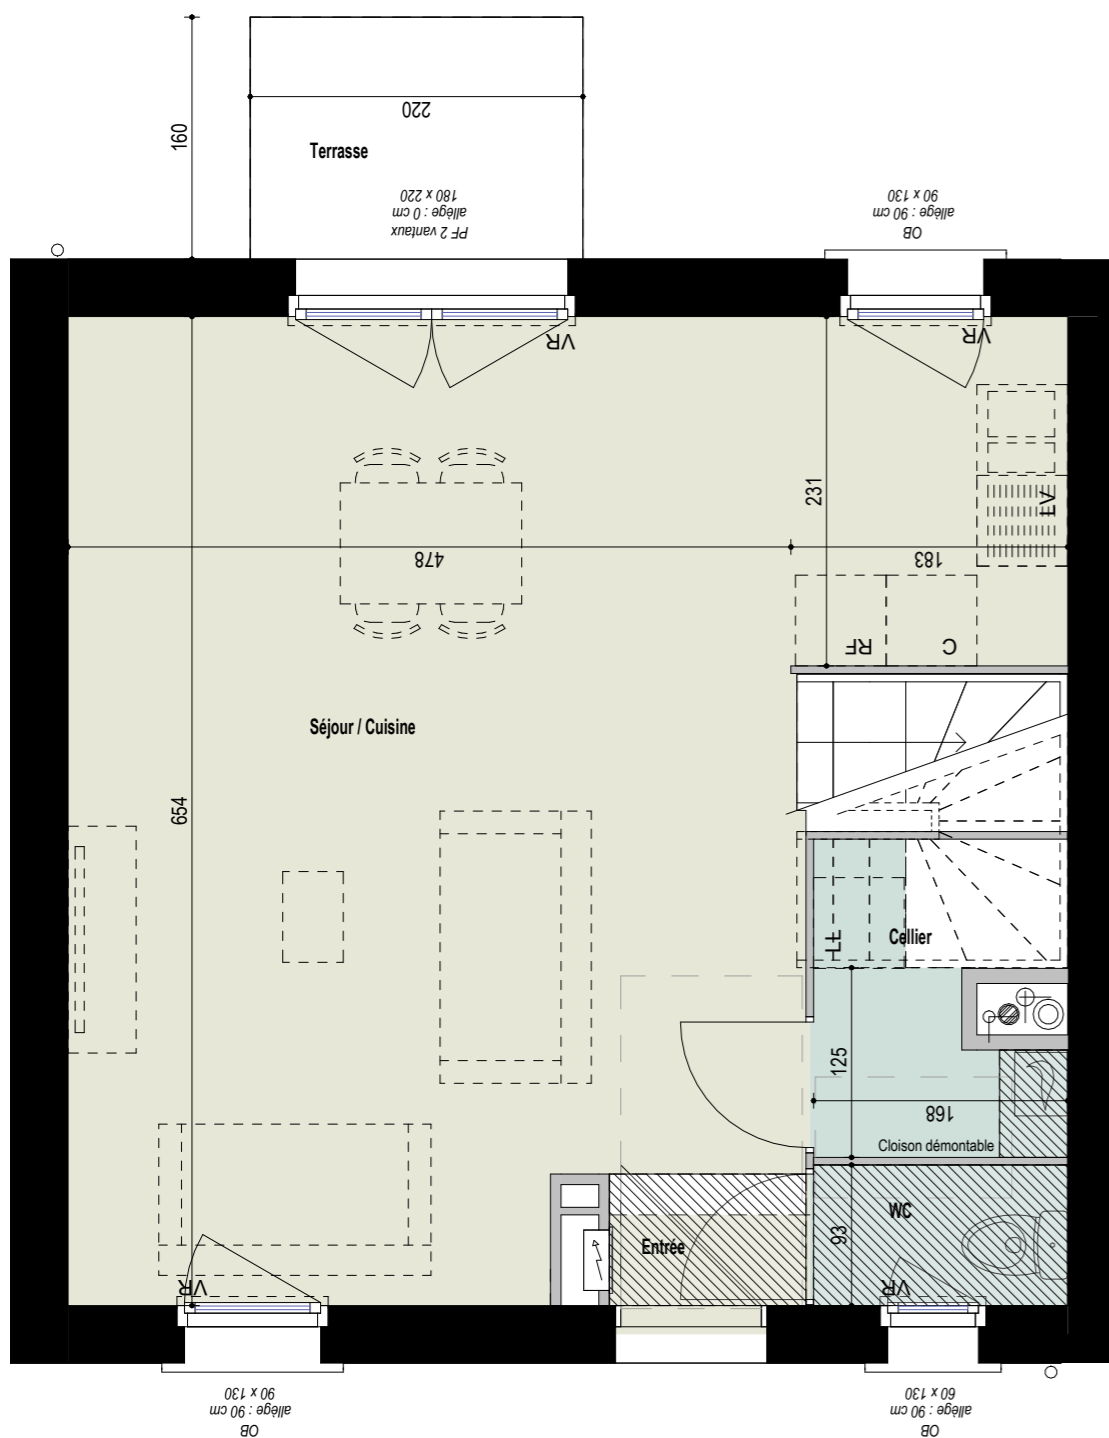 160
220
Terrasse
PF 2 vantaux
allège : 0 cm
180 x 220
OB
allège : 90 cm
90 x 130
VR
VR
231
LV
478
183
RF
C
Séjour / Cuisine
654
LL
Cellier
125
168
Cloison démontable
WC
93
Entrée
VR
VR
OB
allège : 90 cm
90 x 130
OB
allège : 90 cm
60 x 130